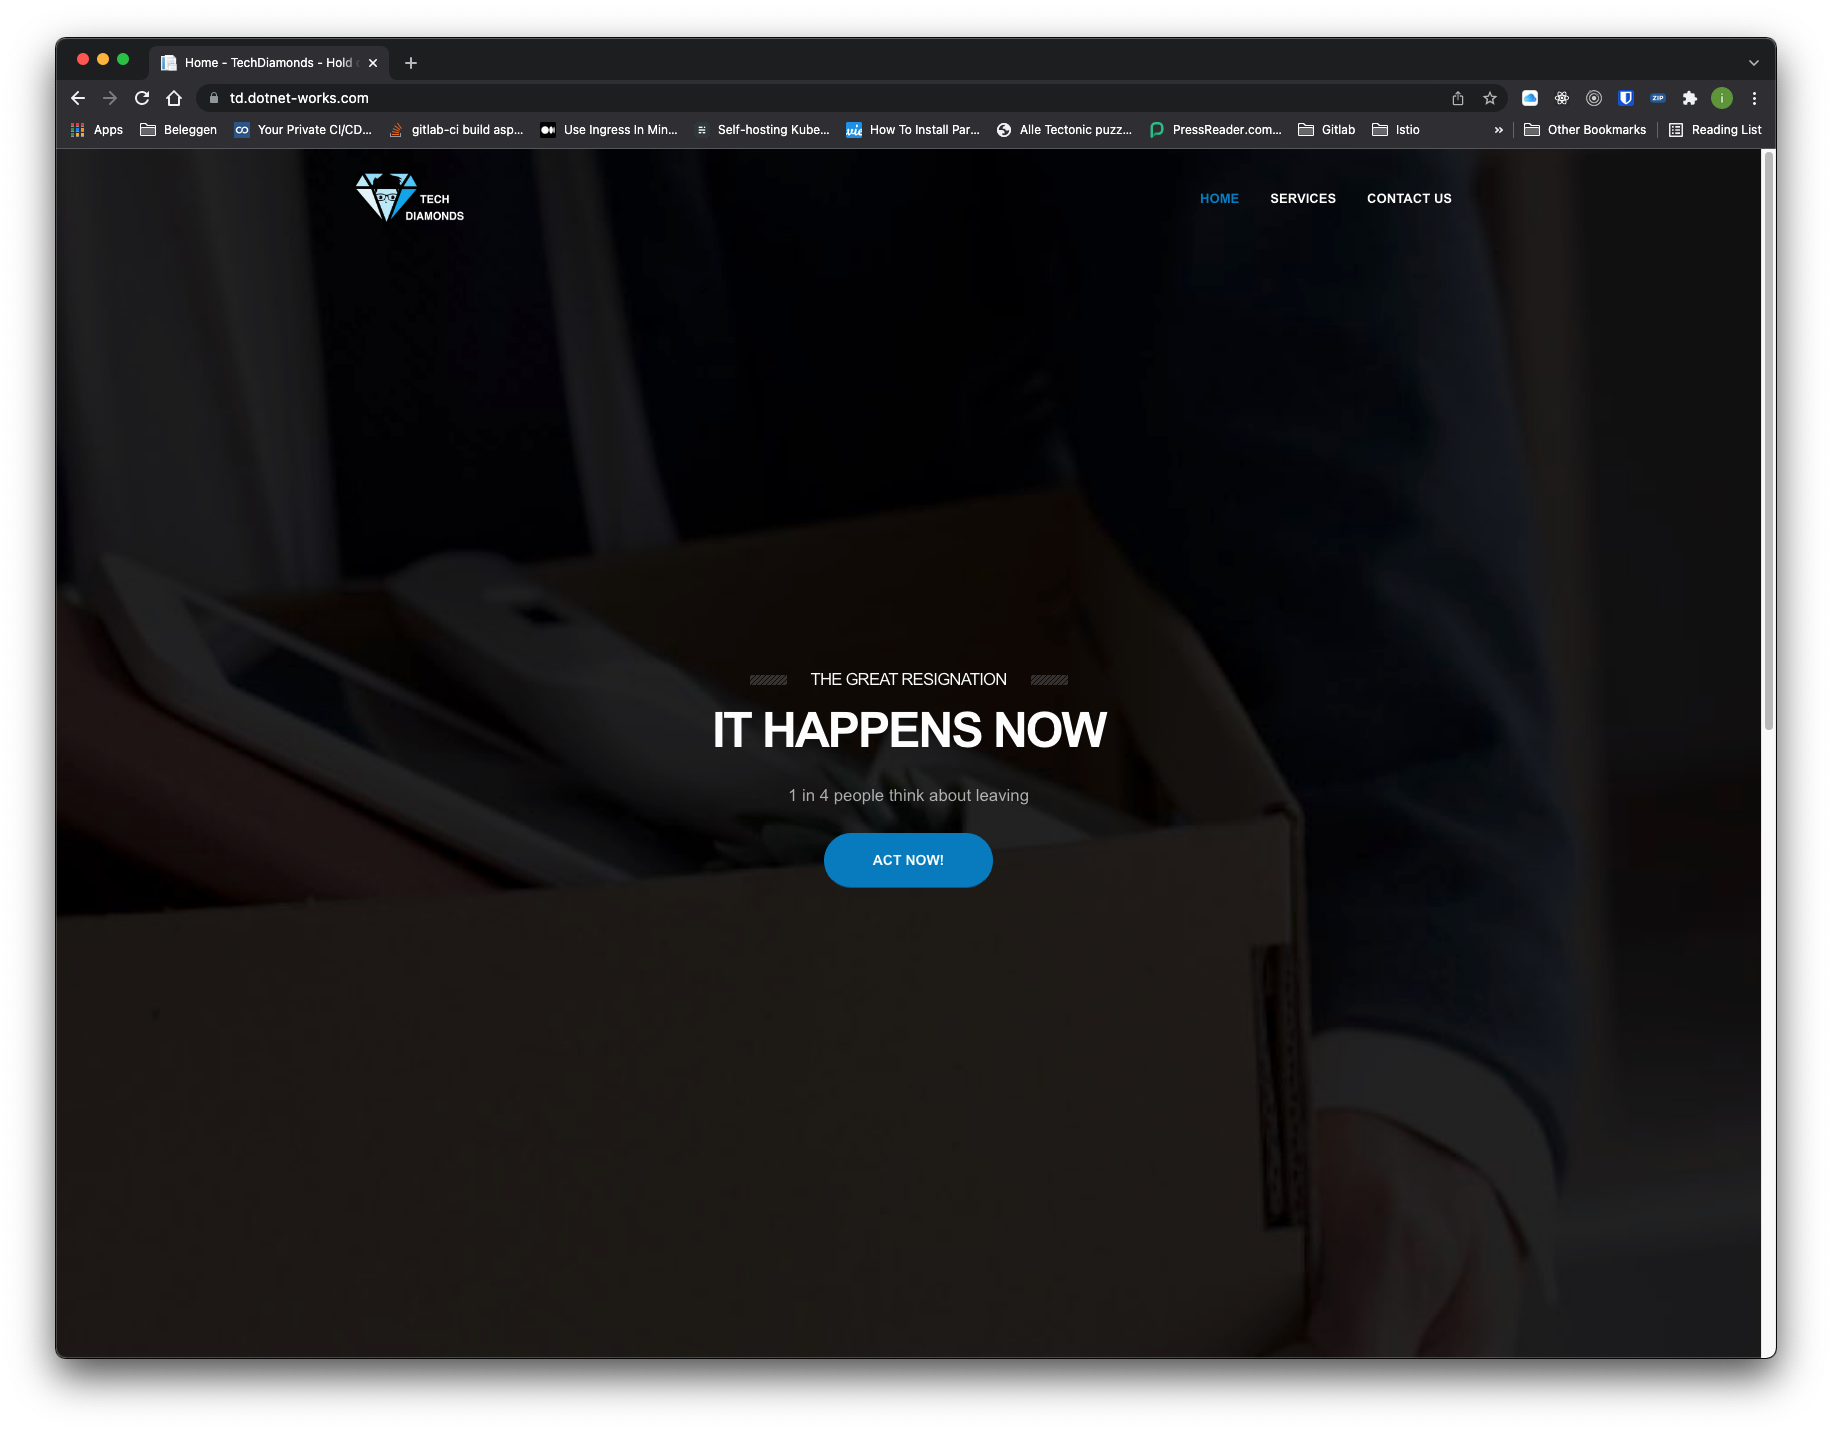 Home - TechDiamonds - Hold
td.dotnet-works.com
ZIP
i
Apps
Beleggen
Your Private CI/CD...
gitlab-ci build asp...
Use Ingress In Min...
Self-hosting Kube...
How To Install Par...
Alle Tectonic puzz...
PressReader.com...
Gitlab
Istio
»
Other Bookmarks
Reading List
TECH
DIAMONDS
HOME
SERVICES
CONTACT US
THE GREAT RESIGNATION
IT HAPPENS NOW
1 in 4 people think about leaving
ACT NOW!